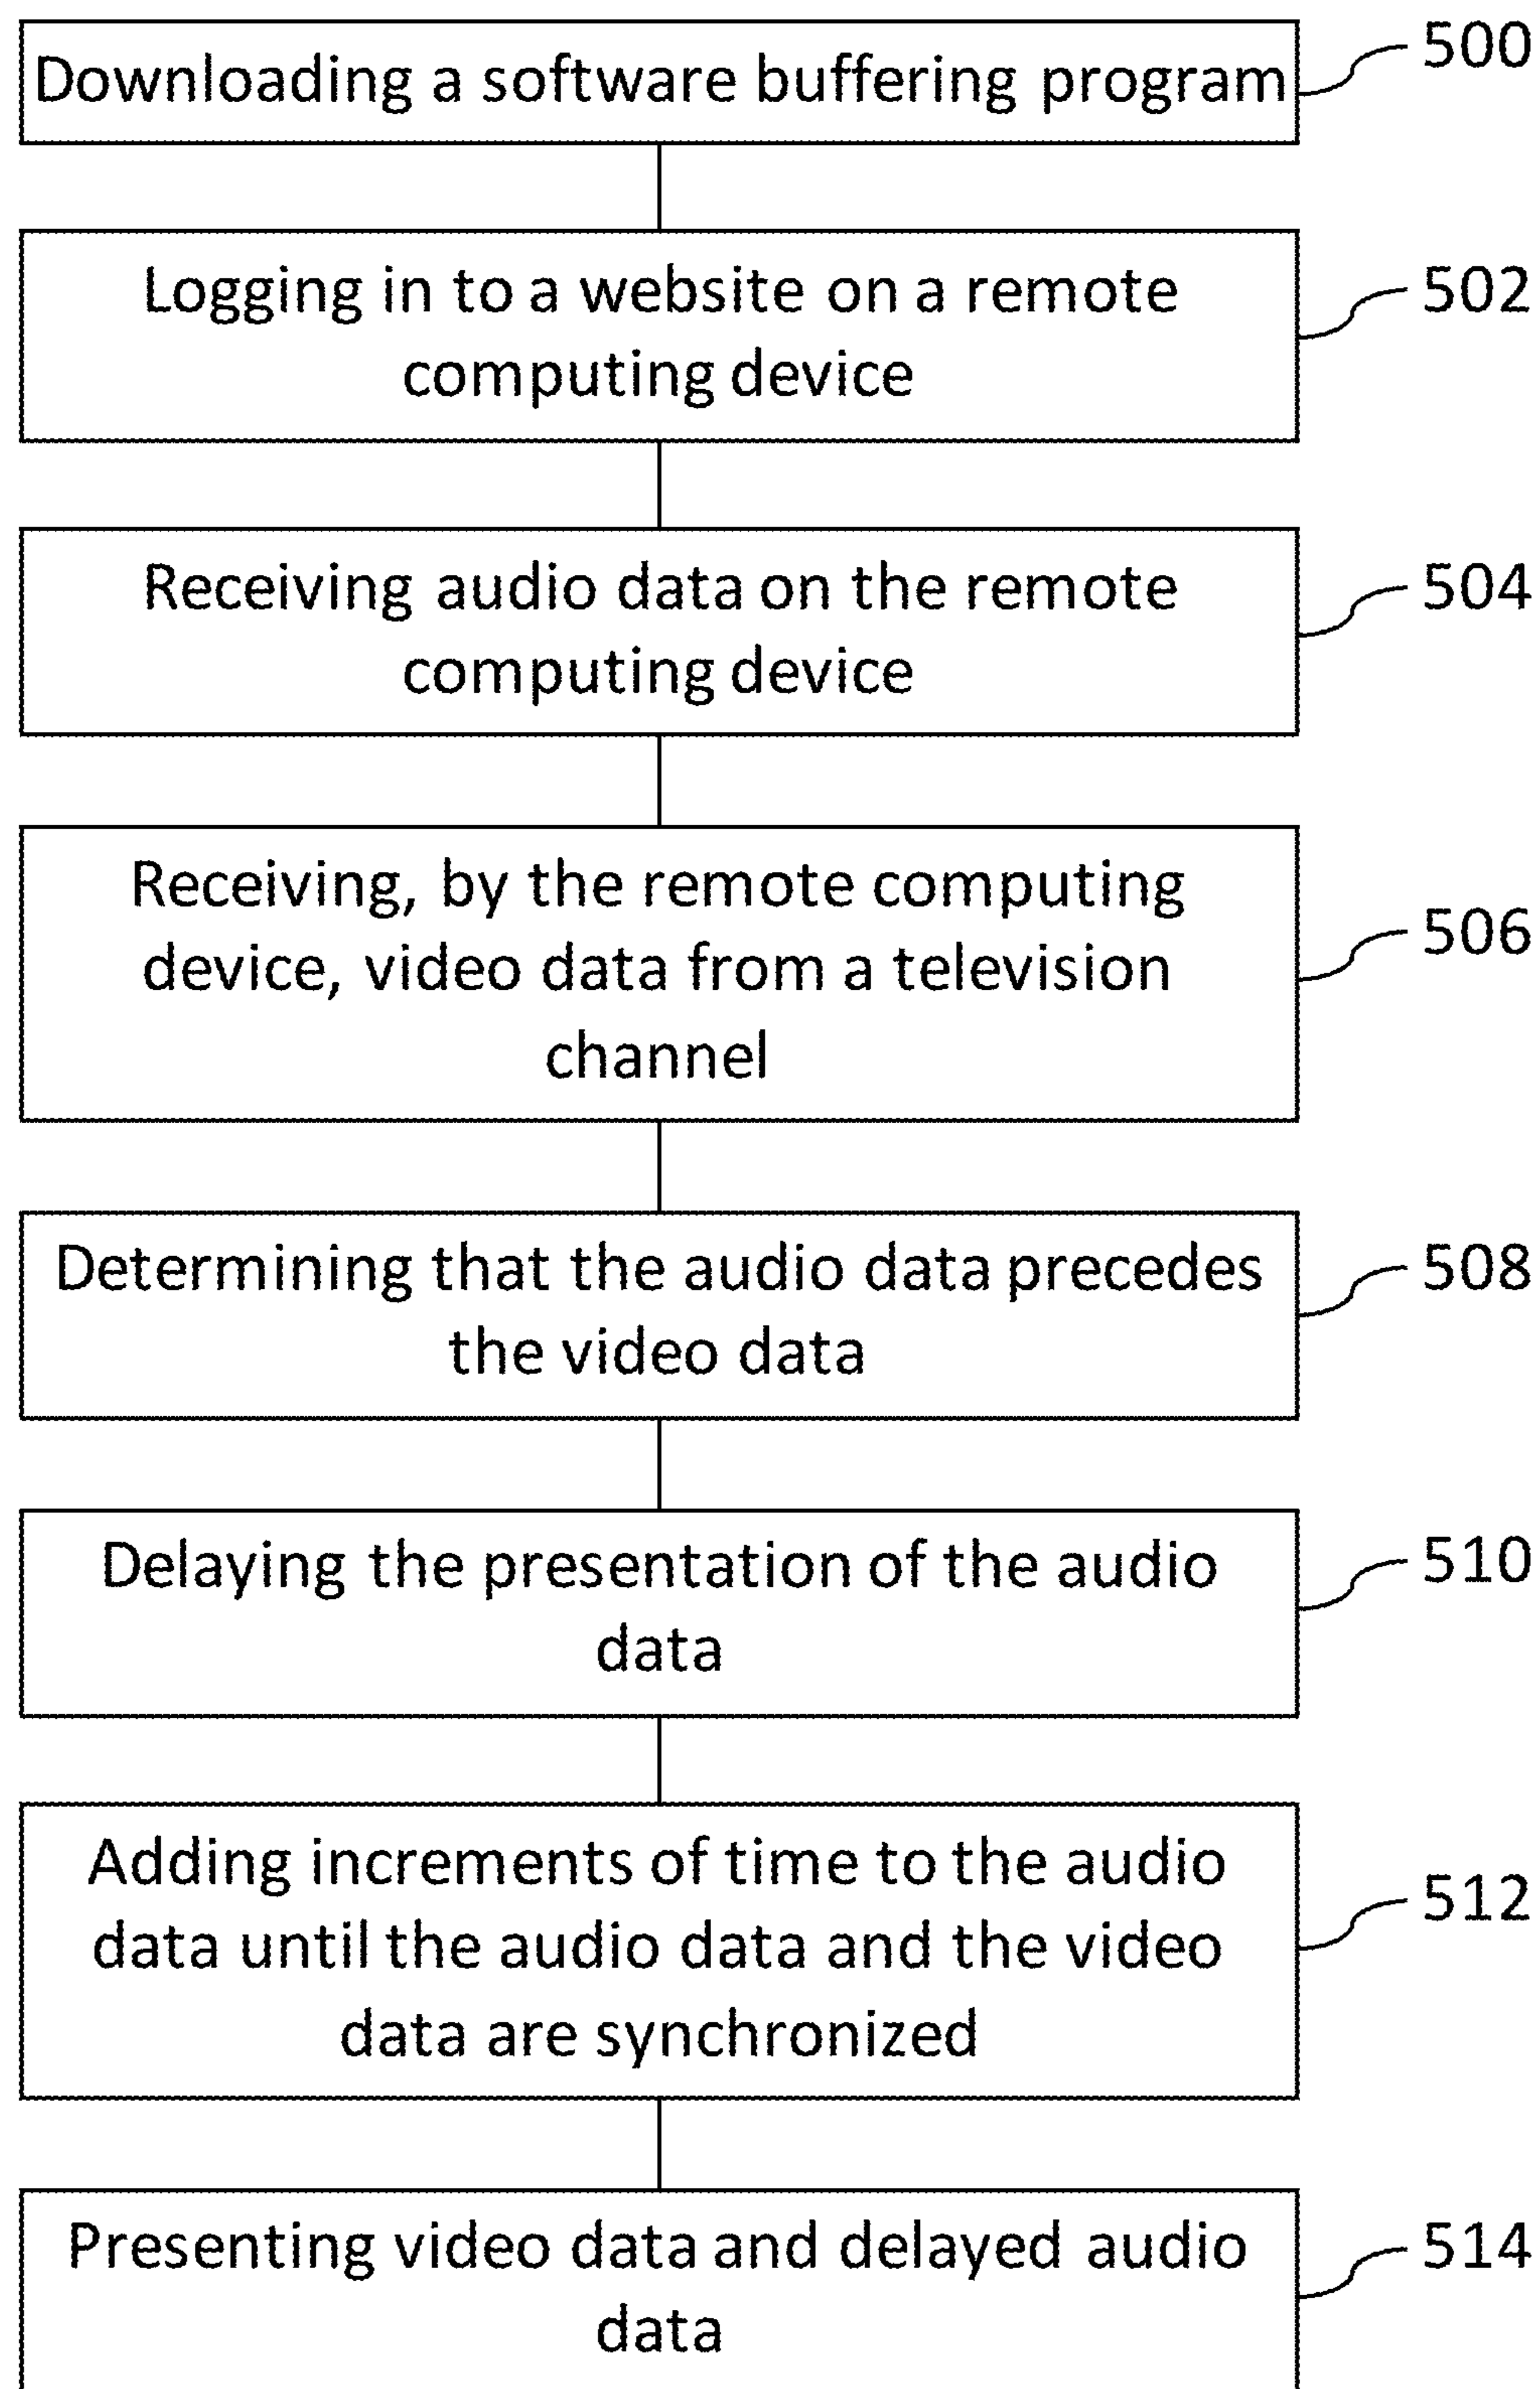 Downloading a software buffering program
500
Logging in to a website on a remote
computing device
502
Receiving audio data on the remote
computing device
504
Receiving, by the remote computing
device, video data from a television
channel
506
Determining that the audio data precedes
the video data
508
Delaying the presentation of the audio
data
510
Adding increments of time to the audio
data until the audio data and the video
data are synchronized
512
Presenting video data and delayed audio
data
514